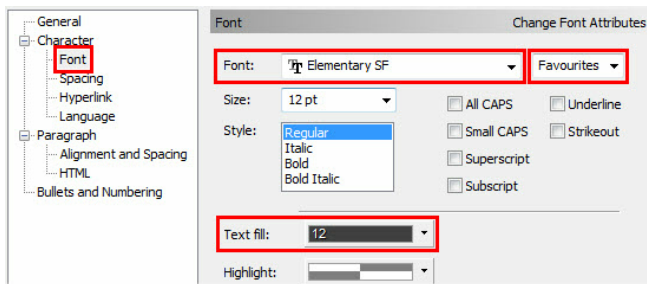 General
Character
Font
Spacing
Hyperlink
Language
Paragraph
Alignment and Spacing
HTML
Bullets and Numbering
Font Change Font Attributes
Font: Elementary SF Favourites
Size: 12 pt All CAPS Underline
Style: Regular Small CAPS Strikeout
Italic
Bold Superscript
Bold Italic Subscript
Text fill: 12
Highlight: